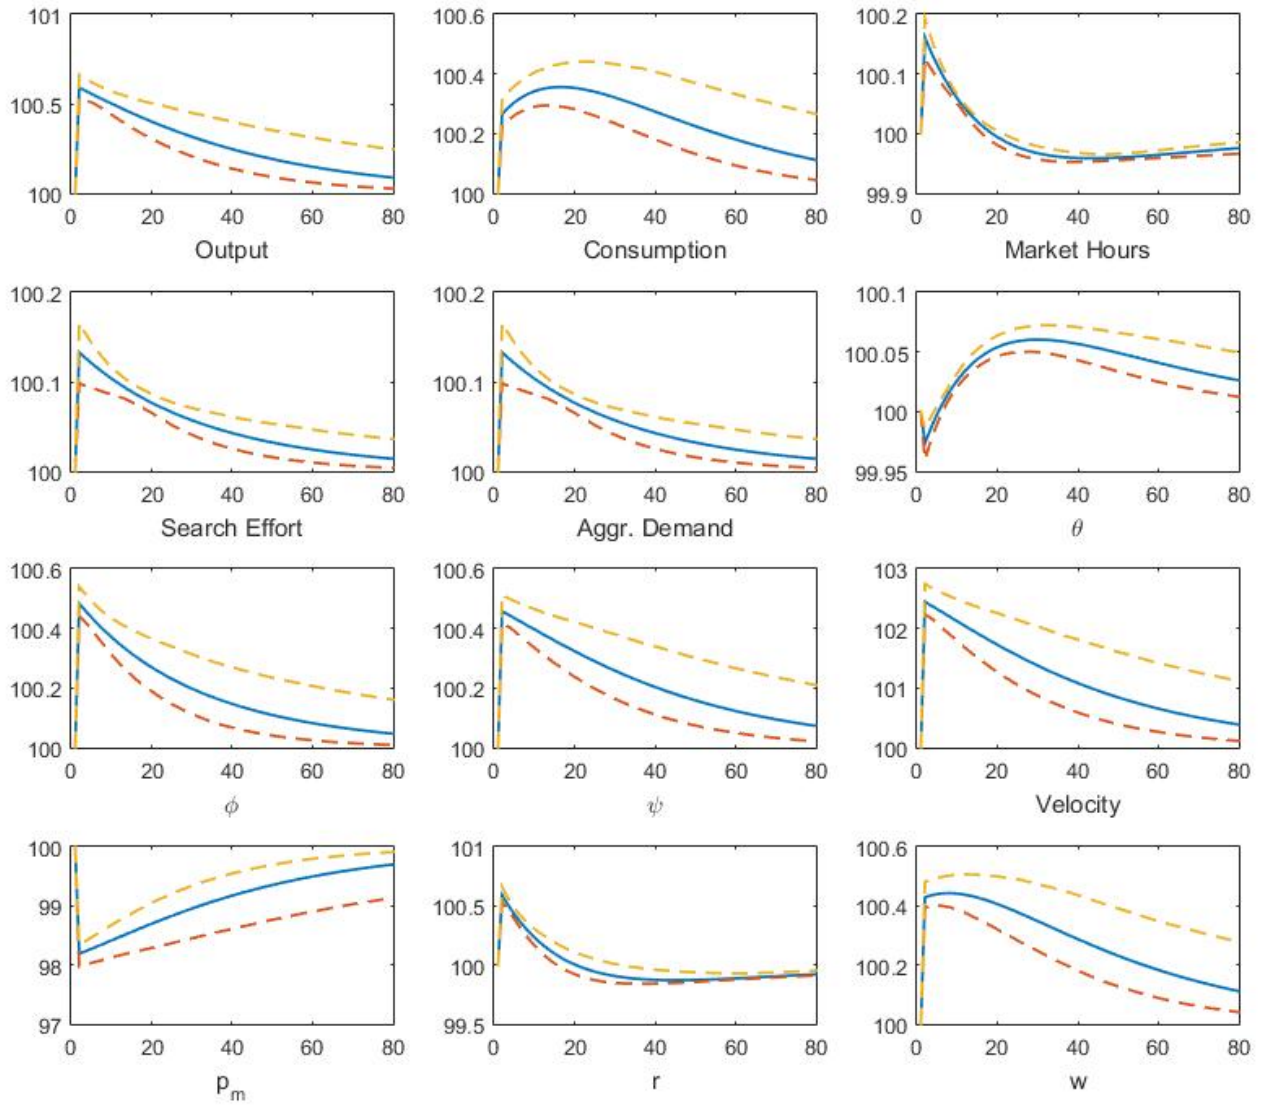 101
100.5
100
0 20 40 60 80
Output
100.6
100.4
100.2
100
0 20 40 60 80
Consumption
100.2
100.1
100
99.9
0 20 40 60 80
Market Hours
100.2
100.1
100
0 20 40 60 80
Search Effort
100.2
100.1
100
0 20 40 60 80
Aggr. Demand
100.1
100.05
100
99.95
0 20 40 60 80
θ
100.6
100.4
100.2
100
0 20 40 60 80
ϕ
100.6
100.4
100.2
100
0 20 40 60 80
ψ
103
102
101
100
0 20 40 60 80
Velocity
100
99
98
97
0 20 40 60 80
p_m
101
100.5
100
99.5
0 20 40 60 80
r
100.6
100.4
100.2
100
0 20 40 60 80
w